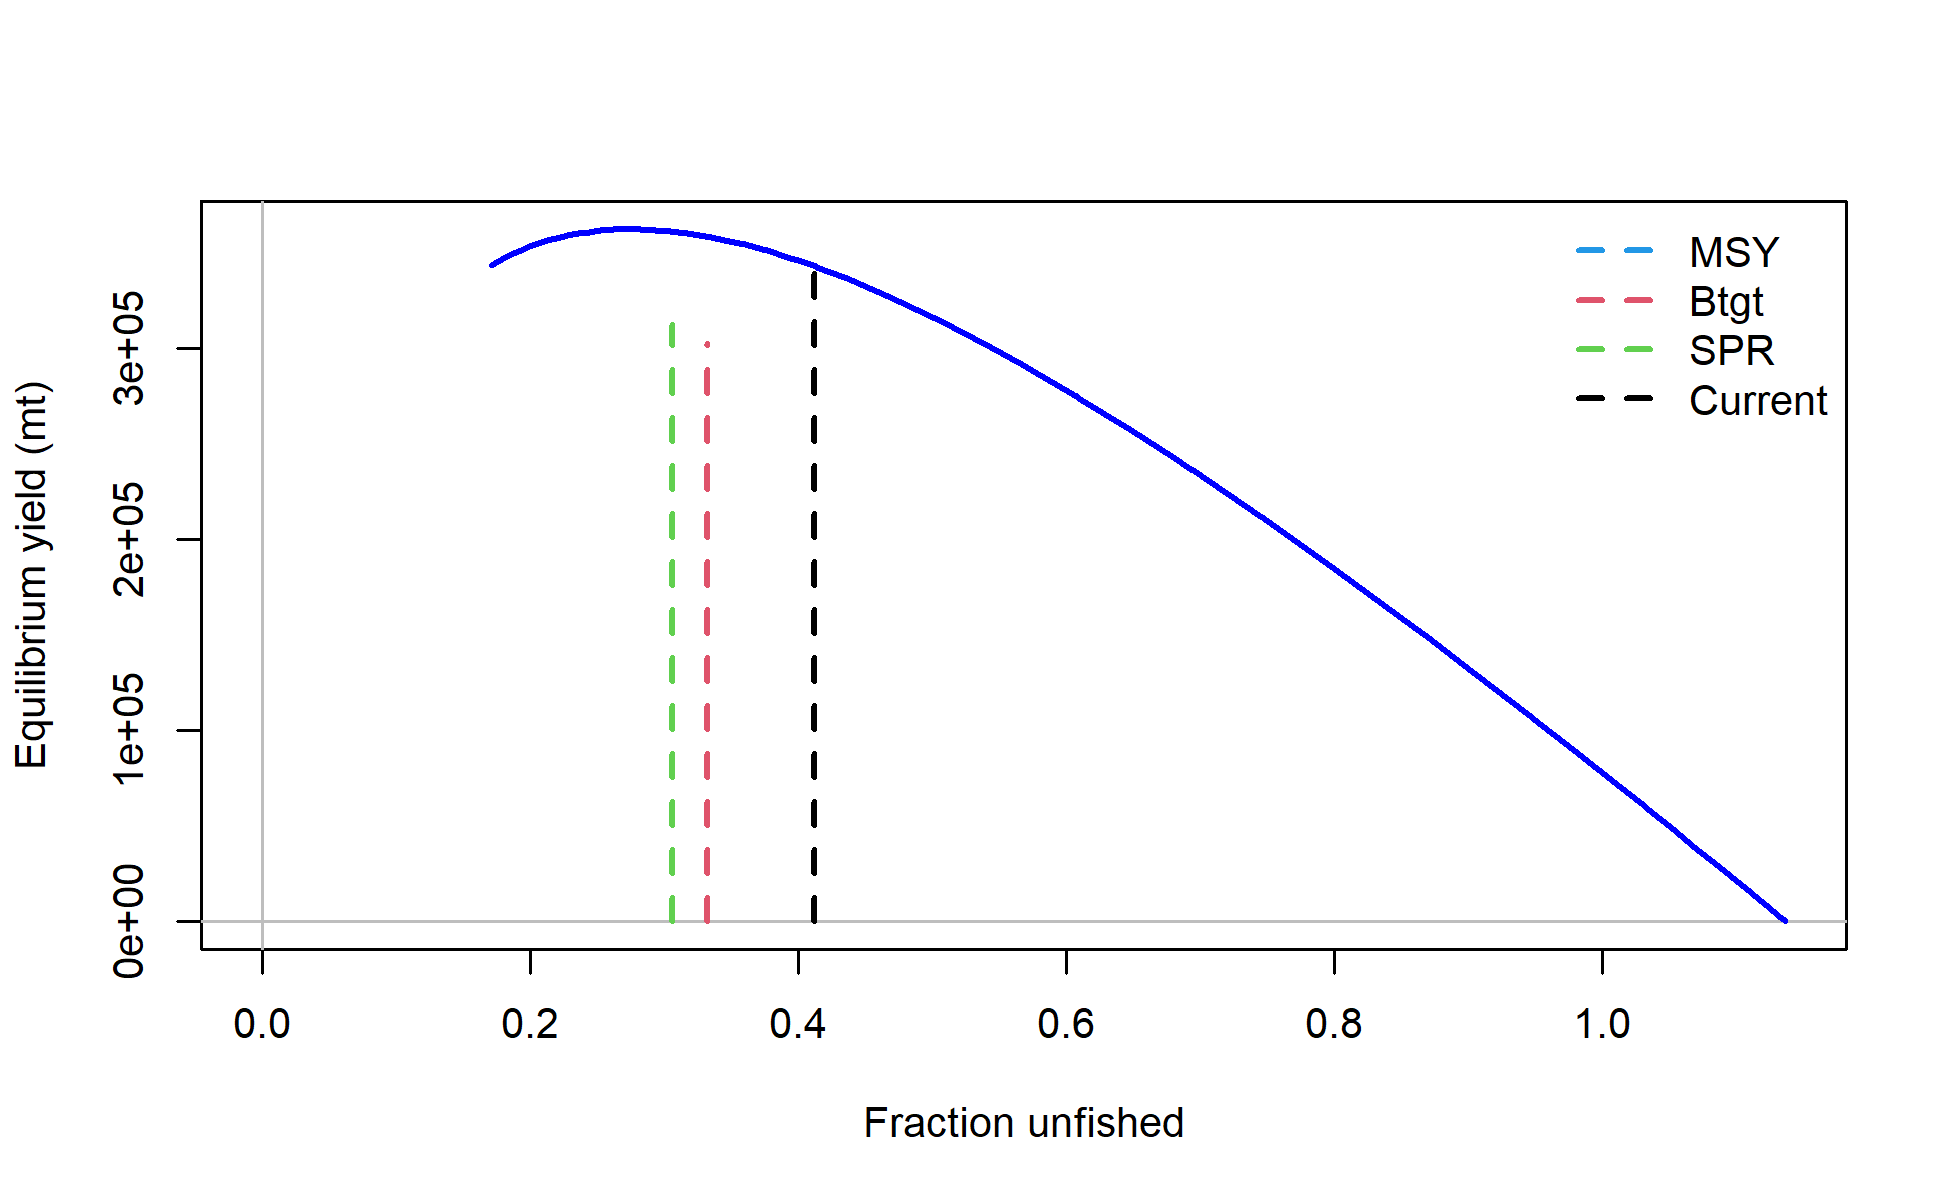 MSY
Btgt
SPR
Current
Equilibrium yield (mt)
3e+05
2e+05
1e+05
0e+00
0.0 0.2 0.4 0.6 0.8 1.0
Fraction unfished